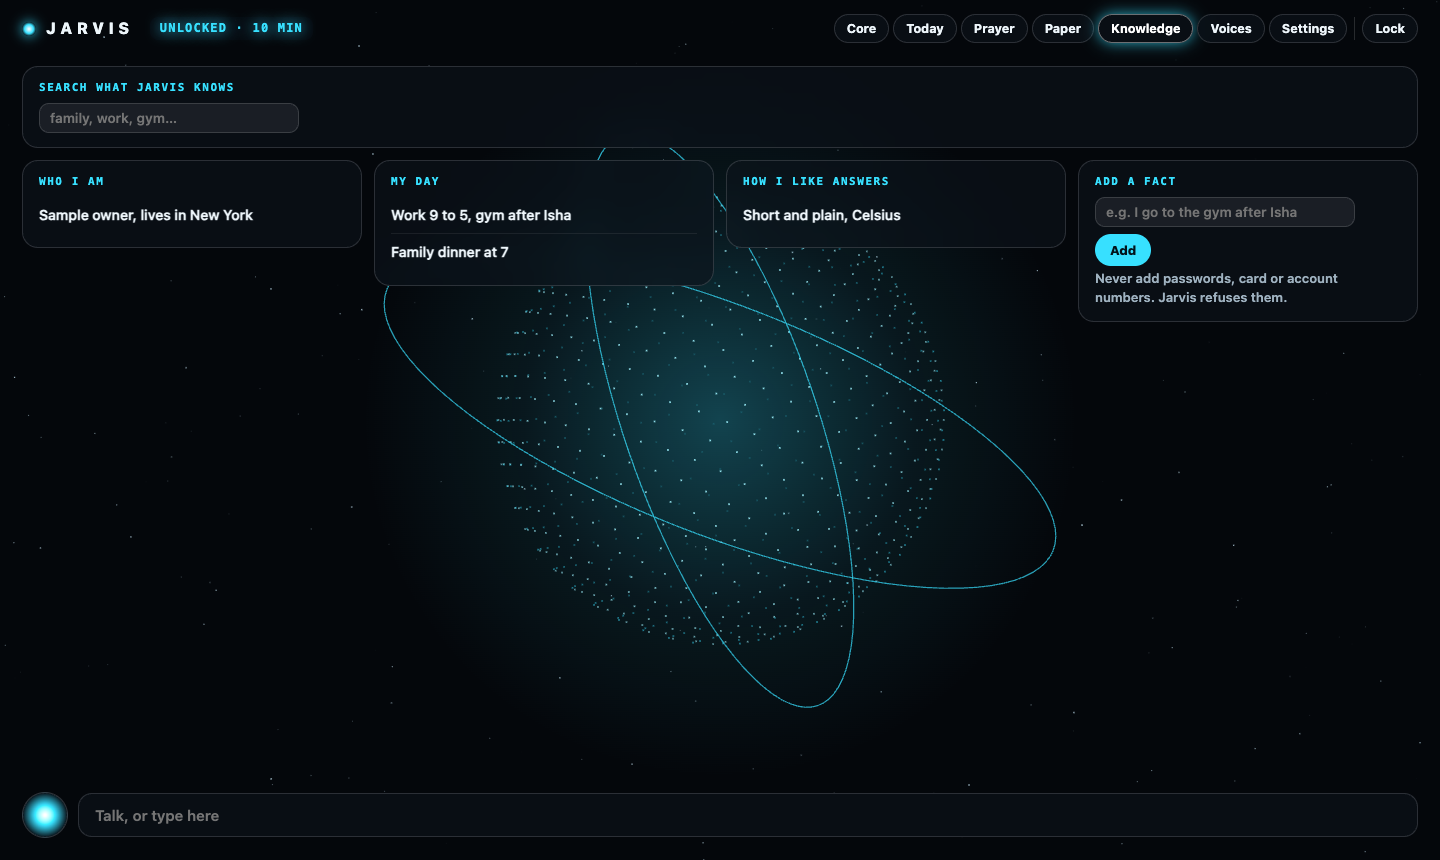 JARVIS
UNLOCKED · 10 MIN
Core
Today
Prayer
Paper
Knowledge
Voices
Settings
Lock
SEARCH WHAT JARVIS KNOWS
family, work, gym...
WHO I AM
Sample owner, lives in New York
MY DAY
Work 9 to 5, gym after Isha
Family dinner at 7
HOW I LIKE ANSWERS
Short and plain, Celsius
ADD A FACT
e.g. I go to the gym after Isha
Add
Never add passwords, card or account
numbers. Jarvis refuses them.
Talk, or type here